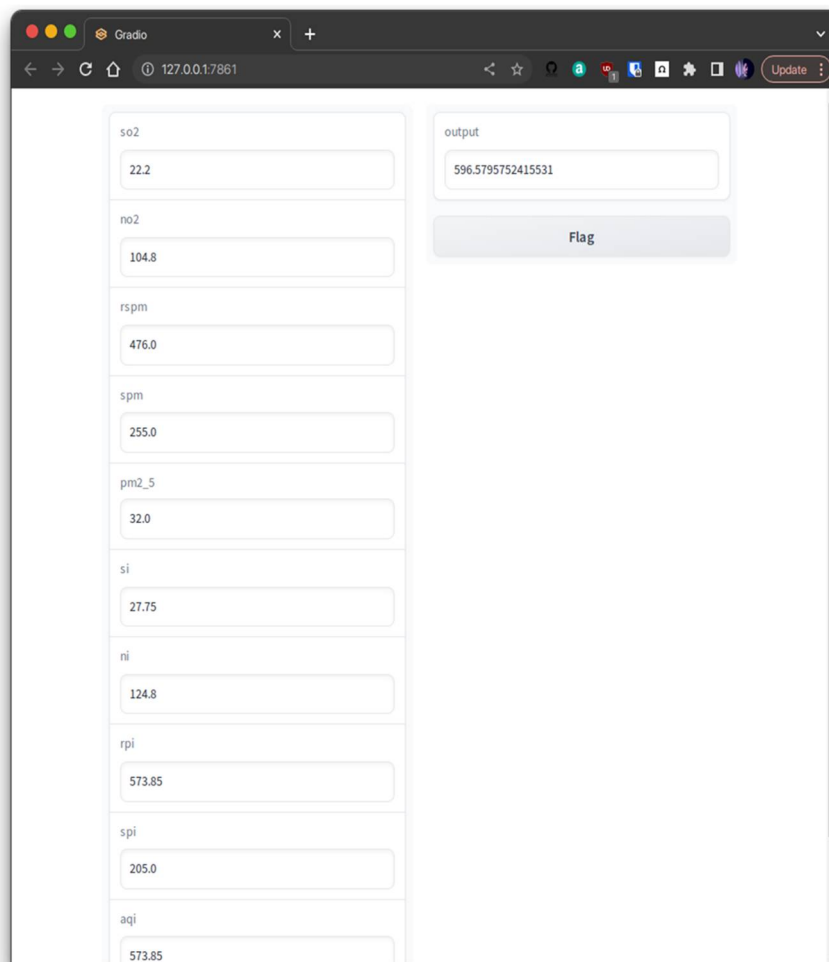 Gradio
127.0.0.1:7861
Update
so2
22.2
no2
104.8
rspm
476.0
spm
255.0
pm2_5
32.0
si
27.75
ni
124.8
rpi
573.85
spi
205.0
aqi
573.85
output
596.5795752415531
Flag